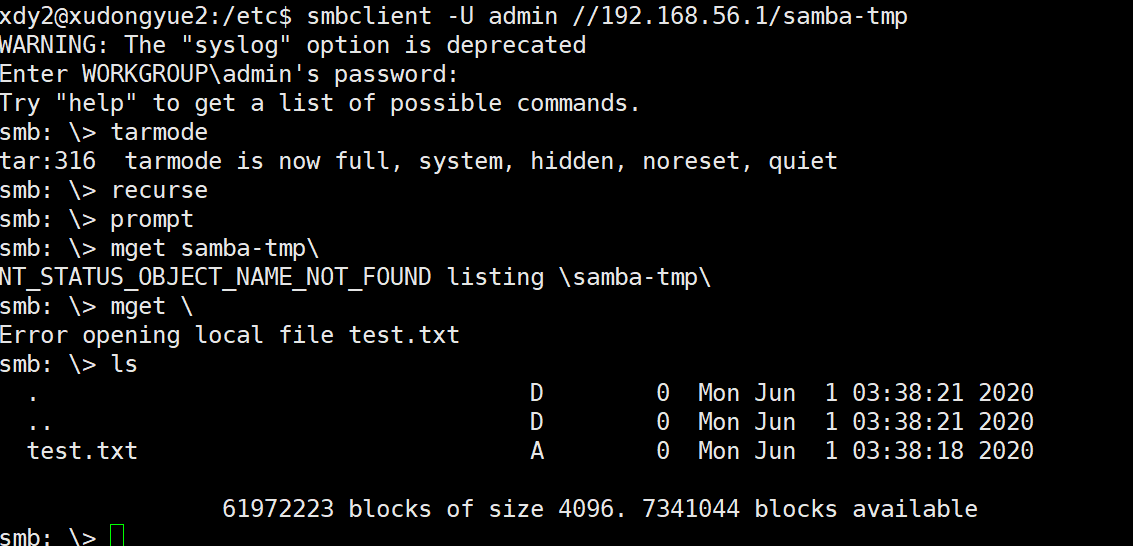 xdy2@xudongyue2:/etc$ smbclient -U admin //192.168.56.1/samba-tmp
WARNING: The "syslog" option is deprecated
Enter WORKGROUP\admin's password:
Try "help" to get a list of possible commands.
smb: \> tarmode
tar:316  tarmode is now full, system, hidden, noreset, quiet
smb: \> recurse
smb: \> prompt
smb: \> mget samba-tmp\
NT_STATUS_OBJECT_NAME_NOT_FOUND listing \samba-tmp\
smb: \> mget \
Error opening local file test.txt
smb: \> ls
  .                                   D        0  Mon Jun  1 03:38:21 2020
  ..                                  D        0  Mon Jun  1 03:38:21 2020
  test.txt                            A        0  Mon Jun  1 03:38:18 2020
                61972223 blocks of size 4096. 7341044 blocks available
smb: \>